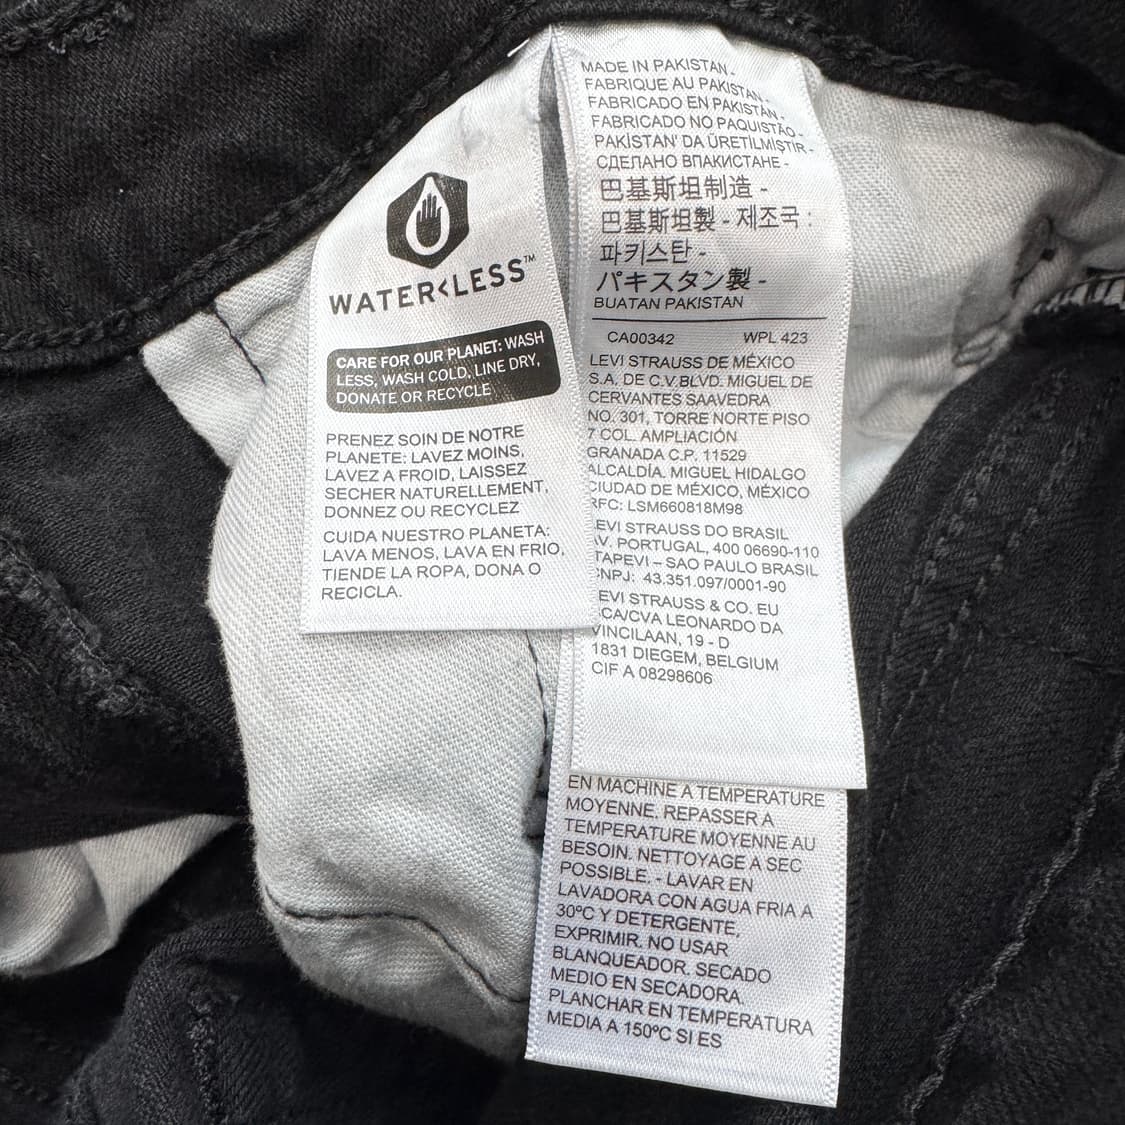 WATER<LESS™
CARE FOR OUR PLANET: WASH
LESS, WASH COLD, LINE DRY,
DONATE OR RECYCLE
PRENEZ SOIN DE NOTRE
PLANETE: LAVEZ MOINS,
LAVEZ A FROID, LAISSEZ
SECHER NATURELLEMENT,
DONNEZ OU RECYCLEZ
CUIDA NUESTRO PLANETA:
LAVA MENOS, LAVA EN FRIO,
TIENDE LA ROPA, DONA O
RECICLA.
MADE IN PAKISTAN -
FABRIQUE AU PAKISTAN -
FABRICADO EN PAKISTÁN -
FABRICADO NO PAQUISTÃO -
PAKİSTAN' DA ÜRETİLMİŞTİR -
СДЕЛАНО ВПАКИСТАНЕ -
巴基斯坦制造 -
巴基斯坦製 - 제조국 :
파키스탄 -
パキスタン製 -
BUATAN PAKISTAN
CA00342 WPL 423
LEVI STRAUSS DE MÉXICO
S.A. DE C.V.BLVD. MIGUEL DE
CERVANTES SAAVEDRA
NO. 301, TORRE NORTE PISO
7 COL. AMPLIACIÓN
GRANADA C.P. 11529
ALCALDÍA. MIGUEL HIDALGO
CIUDAD DE MÉXICO, MÉXICO
RFC: LSM660818M98
LEVI STRAUSS DO BRASIL
AV. PORTUGAL, 400 06690-110
ITAPEVI – SAO PAULO BRASIL
CNPJ: 43.351.097/0001-90
LEVI STRAUSS & CO. EU
SCA/CVA LEONARDO DA
VINCILAAN, 19 - D
1831 DIEGEM, BELGIUM
CIF A 08298606
EN MACHINE A TEMPERATURE
MOYENNE. REPASSER A
TEMPERATURE MOYENNE AU
BESOIN. NETTOYAGE A SEC
POSSIBLE. - LAVAR EN
LAVADORA CON AGUA FRIA A
30ºC Y DETERGENTE,
EXPRIMIR. NO USAR
BLANQUEADOR. SECADO
MEDIO EN SECADORA.
PLANCHAR EN TEMPERATURA
MEDIA A 150ºC SI ES